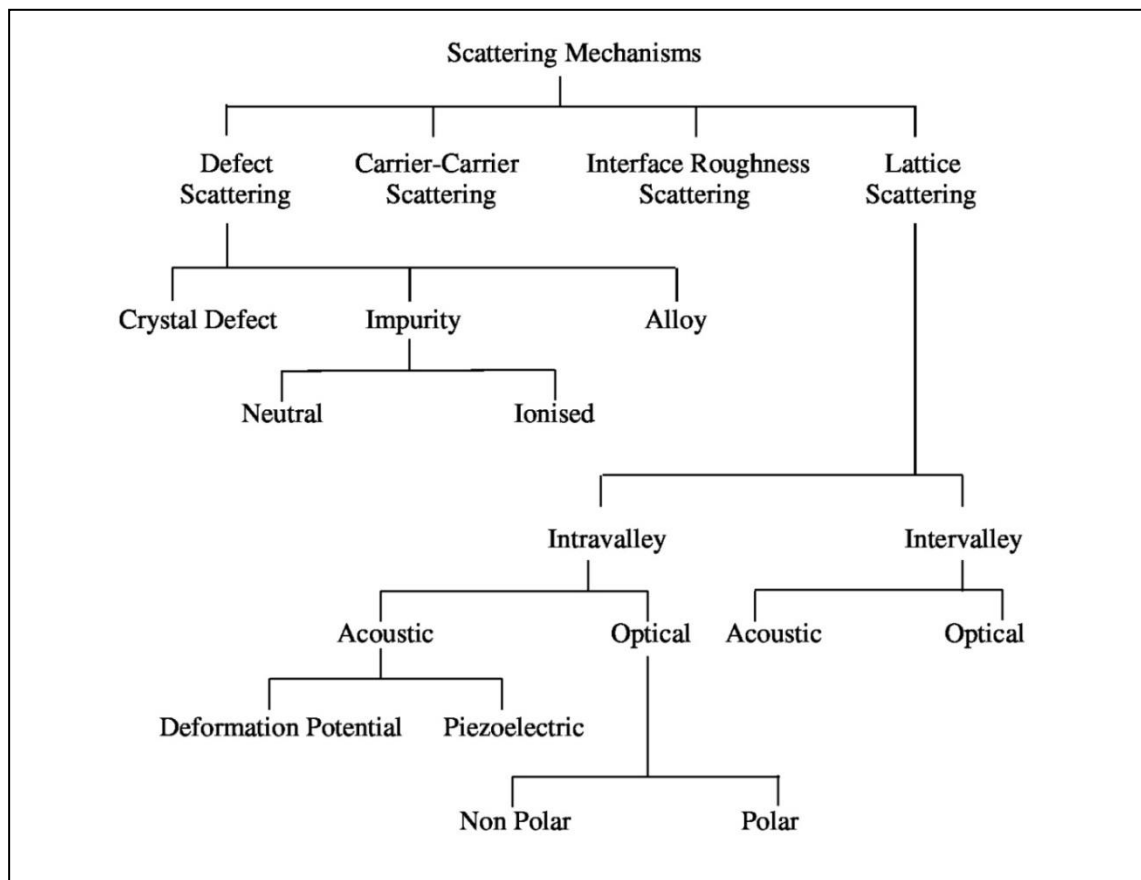 Scattering Mechanisms
Defect
Scattering
Carrier-Carrier
Scattering
Interface Roughness
Scattering
Lattice
Scattering
Crystal Defect
Impurity
Alloy
Neutral
Ionised
Intravalley
Intervalley
Acoustic
Optical
Acoustic
Optical
Deformation Potential
Piezoelectric
Non Polar
Polar